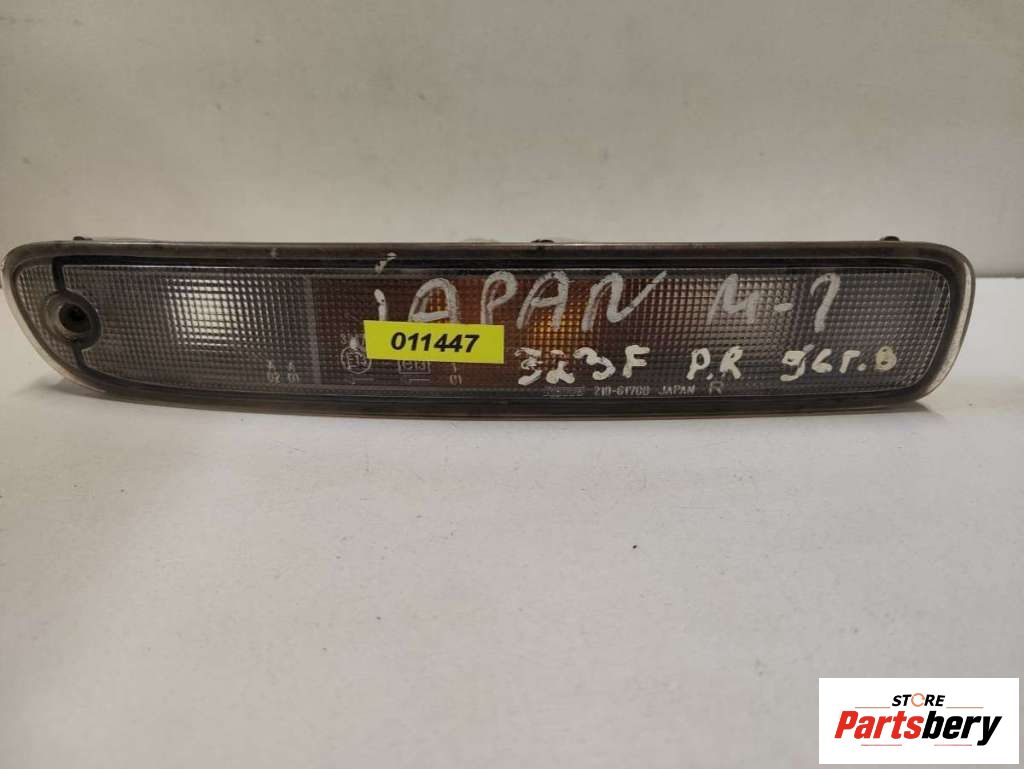 JAPAN M-1
011447
323F P.R 96г.в
210-61760 JAPAN R
STORE
Partsbery